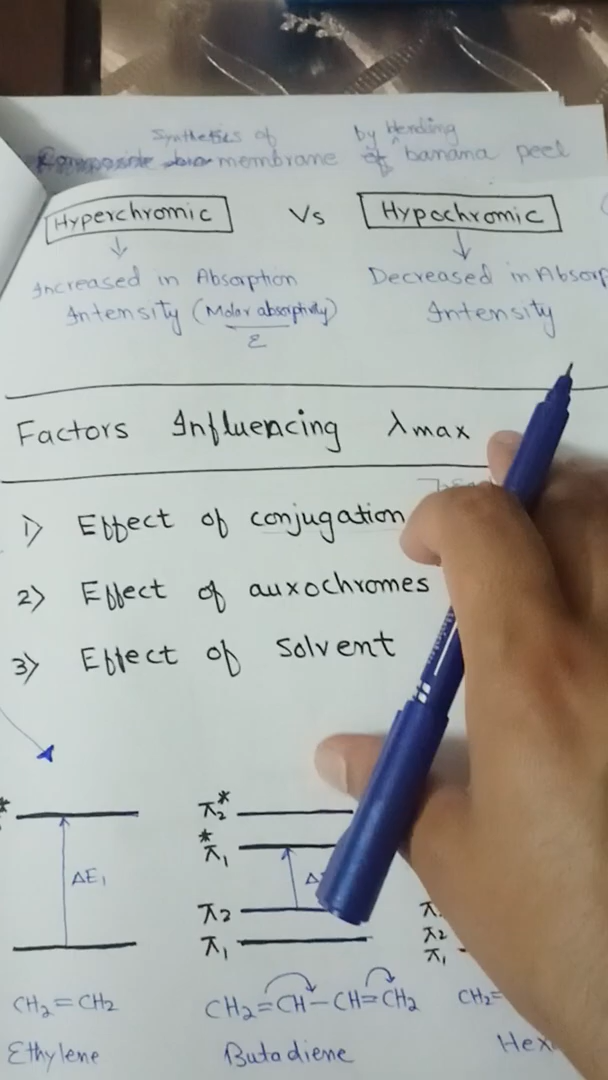 Synthesis of by blending
membrane of banana peel
Hyperchromic Vs Hypochromic
Increased in Absorption
Intensity (Molar absorptivity)
ε
Decreased in Absorp
Intensity
Factors Influencing λmax
1) Effect of conjugation
2) Effect of auxochromes
3) Effect of Solvent
ΔE1
π2*
π1*
π2
π1
π2
π1
CH2=CH2
Ethylene
CH2=CH-CH=CH2
Butadiene
CH2=
Hex